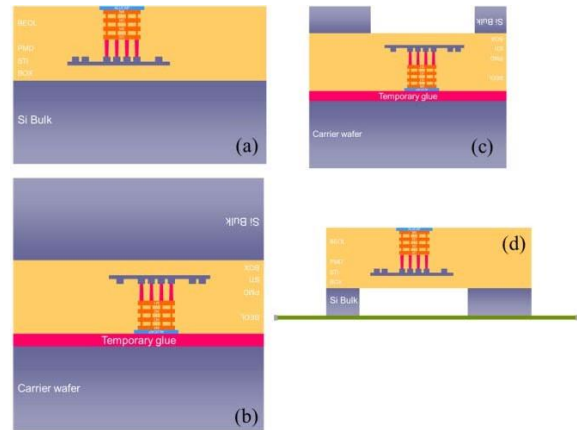 BEOL
PMD
STI
BOX
Si Bulk
(a)
Si Bulk
BOX
STI
PMD
BEOL
Temporary glue
Carrier wafer
(b)
Si Bulk
BOX
STI
PMD
BEOL
Temporary glue
Carrier wafer
(c)
BEOL
PMD
STI
BOX
Si Bulk
(d)